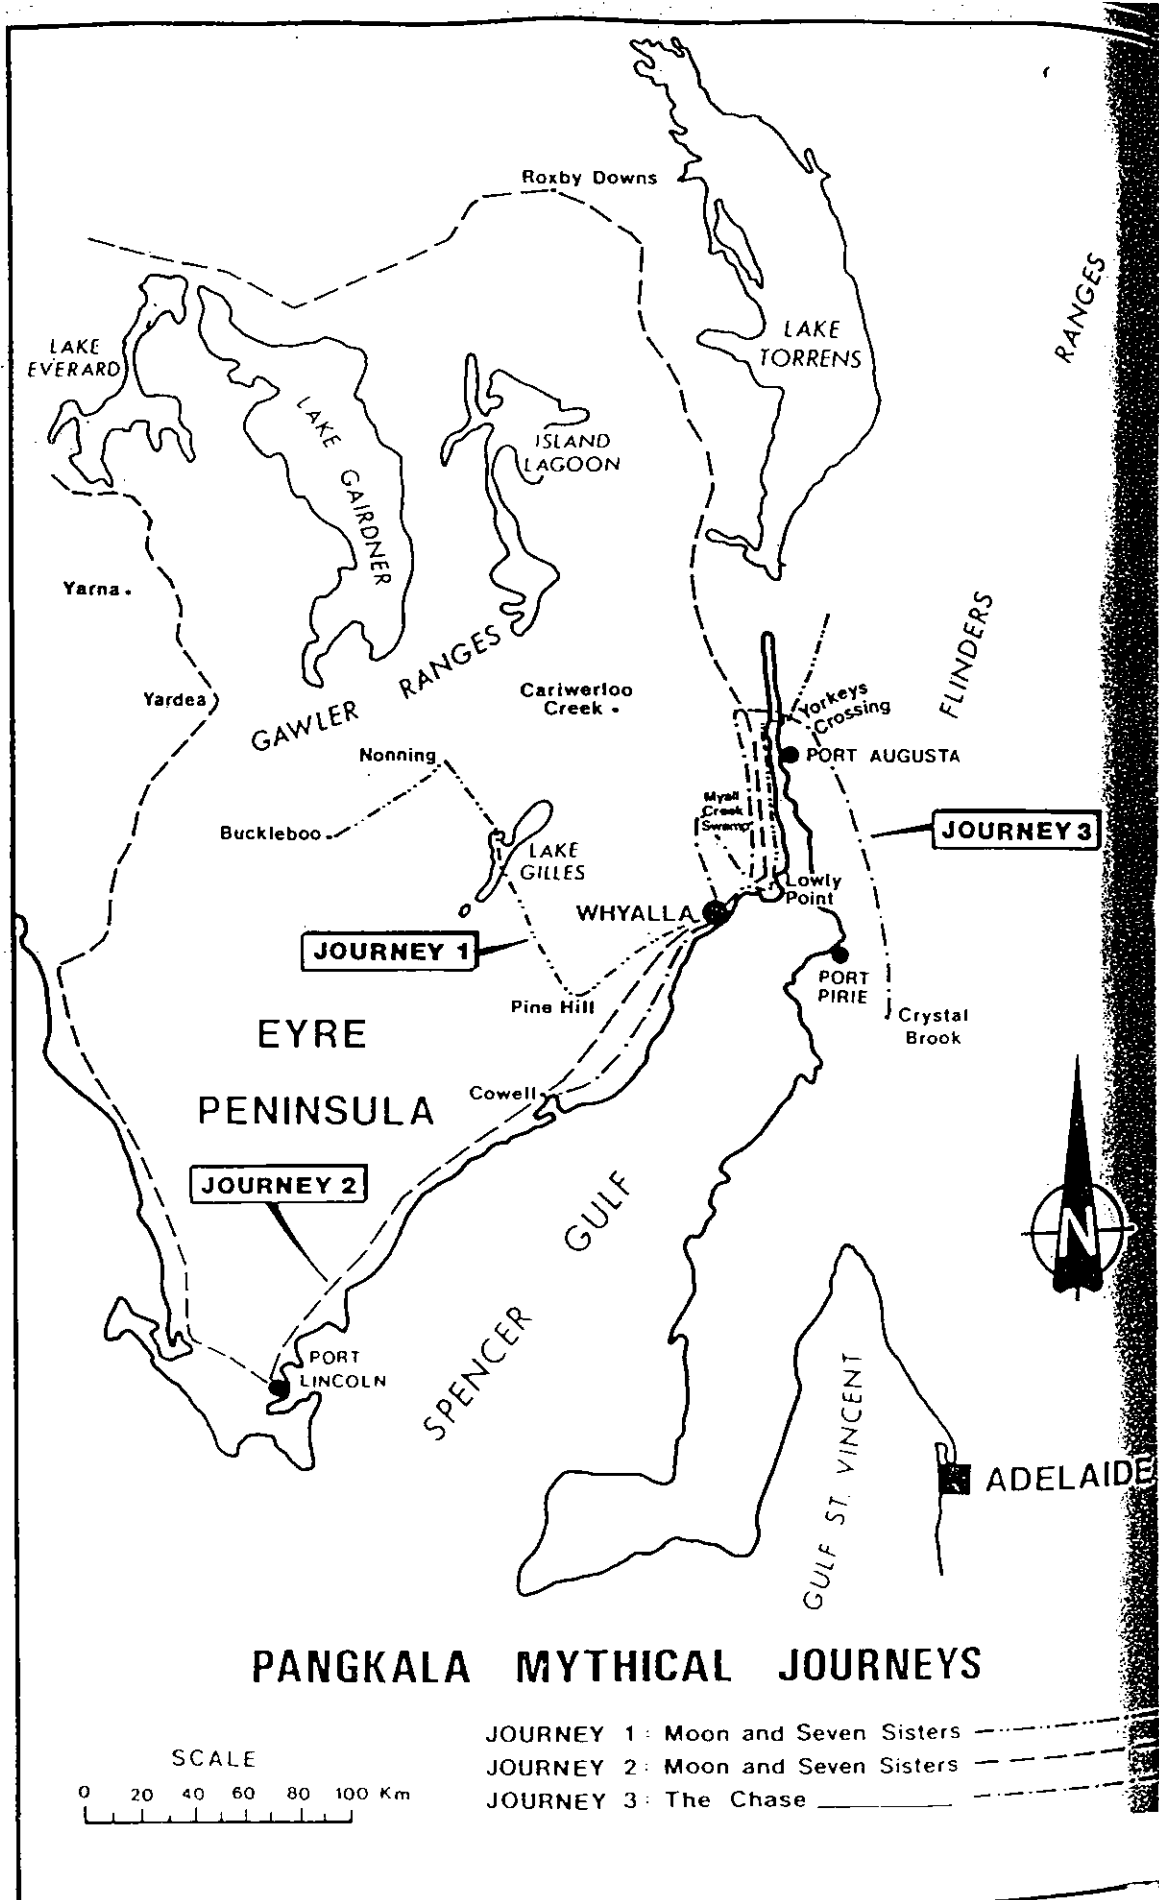 Roxby Downs
RANGES
LAKE
EVERARD
LAKE
TORRENS
LAKE GAIRDNER
ISLAND
LAGOON
Yarna
FLINDERS
GAWLER RANGES
Yardea
Cariwerloo
Creek
Yorkeys
Crossing
Nonning
PORT AUGUSTA
Myall
Creek
Swamp
Buckleboo
JOURNEY 3
LAKE
GILLES
Lowly
Point
WHYALLA
JOURNEY 1
PORT
PIRIE
Pine Hill
Crystal
Brook
EYRE
PENINSULA
Cowell
JOURNEY 2
SPENCER GULF
N
PORT
LINCOLN
GULF ST. VINCENT
ADELAIDE
PANGKALA MYTHICAL JOURNEYS
JOURNEY 1: Moon and Seven Sisters
JOURNEY 2: Moon and Seven Sisters
JOURNEY 3: The Chase
SCALE
0 20 40 60 80 100 Km